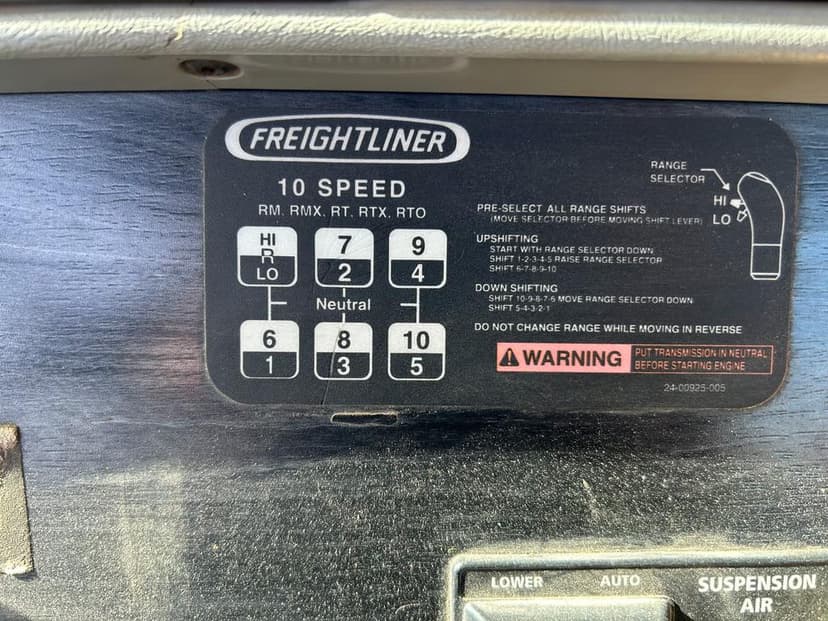 FREIGHTLINER
10 SPEED
RM, RMX, RT, RTX, RTO
HI
R
LO
7
2
9
4
Neutral
6
1
8
3
10
5
RANGE
SELECTOR
HI
LO
PRE-SELECT ALL RANGE SHIFTS
(MOVE SELECTOR BEFORE MOVING SHIFT LEVER)
UPSHIFTING
START WITH RANGE SELECTOR DOWN
SHIFT 1-2-3-4-5 RAISE RANGE SELECTOR
SHIFT 6-7-8-9-10
DOWN SHIFTING
SHIFT 10-9-8-7-6 MOVE RANGE SELECTOR DOWN
SHIFT 5-4-3-2-1
DO NOT CHANGE RANGE WHILE MOVING IN REVERSE
WARNING
PUT TRANSMISSION IN NEUTRAL
BEFORE STARTING ENGINE
24-00925-005
LOWER AUTO
SUSPENSION
AIR